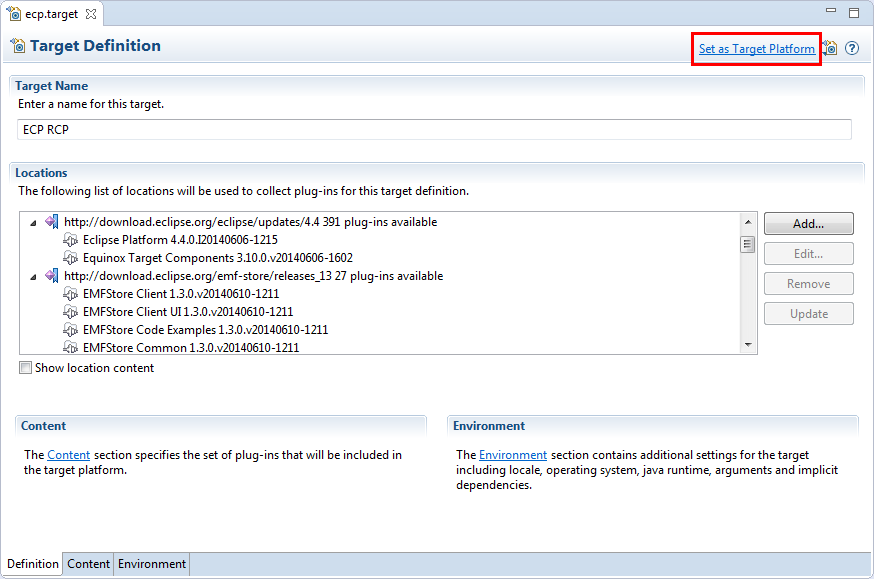 ecp.target
Target Definition
Set as Target Platform
Target Name
Enter a name for this target.
ECP RCP
Locations
The following list of locations will be used to collect plug-ins for this target definition.
http://download.eclipse.org/eclipse/updates/4.4 391 plug-ins available
Eclipse Platform 4.4.0.I20140606-1215
Equinox Target Components 3.10.0.v20140606-1602
http://download.eclipse.org/emf-store/releases_13 27 plug-ins available
EMFStore Client 1.3.0.v20140610-1211
EMFStore Client UI 1.3.0.v20140610-1211
EMFStore Code Examples 1.3.0.v20140610-1211
EMFStore Common 1.3.0.v20140610-1211
Add...
Edit...
Remove
Update
Show location content
Content
The Content section specifies the set of plug-ins that will be included in
the target platform.
Environment
The Environment section contains additional settings for the target
including locale, operating system, java runtime, arguments and implicit
dependencies.
Definition Content Environment